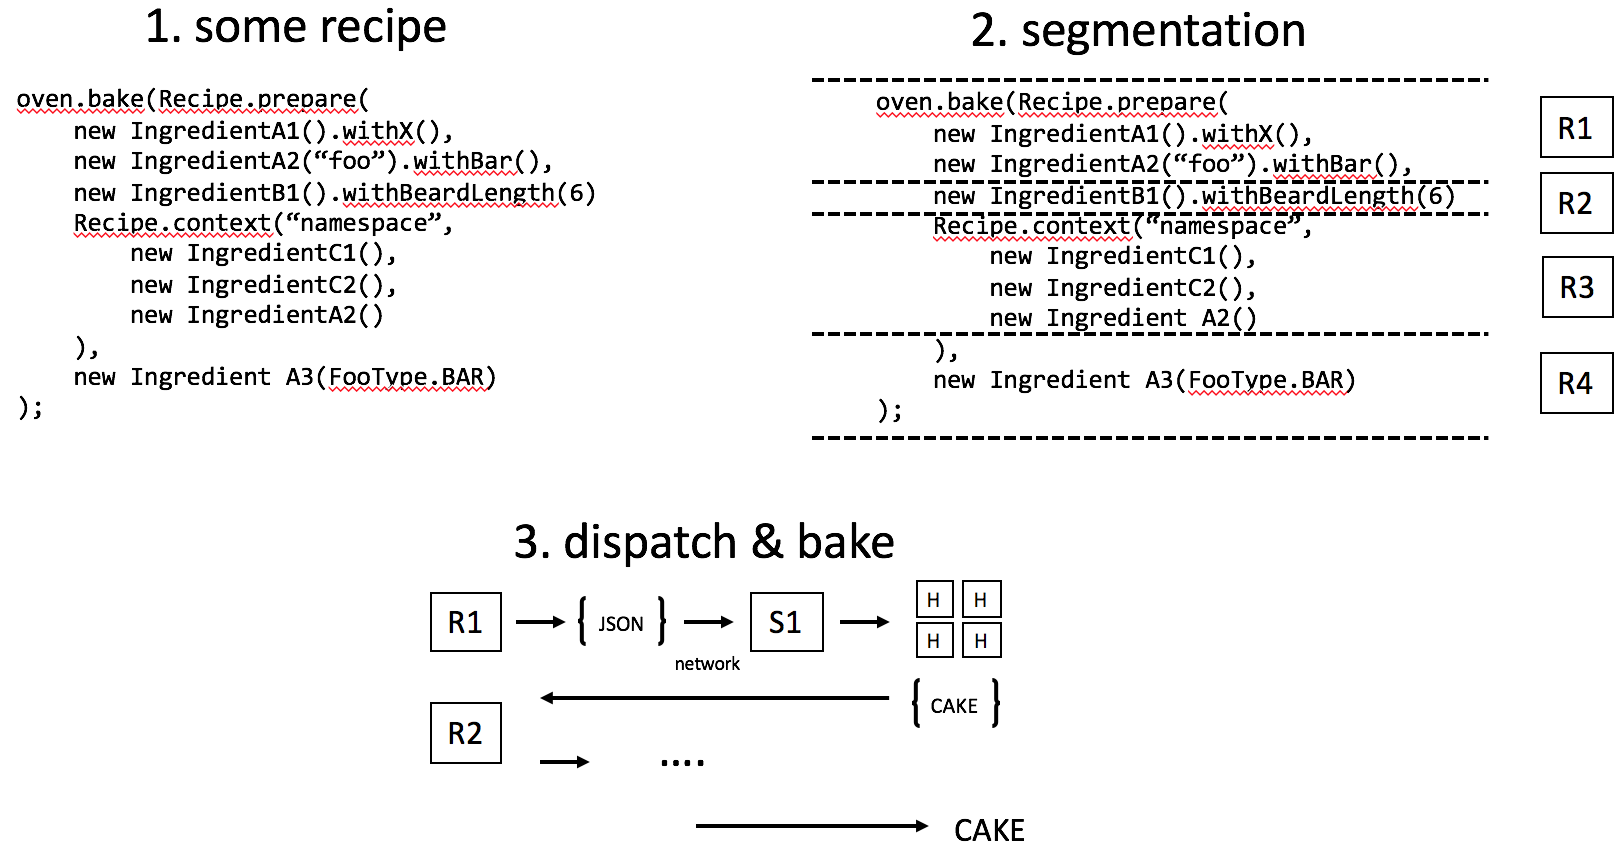 1. some recipe
oven.bake(Recipe.prepare(
new IngredientA1().withX(),
new IngredientA2(“foo”).withBar(),
new IngredientB1().withBeardLength(6)
Recipe.context(“namespace”,
new IngredientC1(),
new IngredientC2(),
new IngredientA2()
),
new Ingredient A3(FooType.BAR)
);
2. segmentation
oven.bake(Recipe.prepare(
new IngredientA1().withX(),
new IngredientA2(“foo”).withBar(),
new IngredientB1().withBeardLength(6)
Recipe.context(“namespace”,
new IngredientC1(),
new IngredientC2(),
new Ingredient A2()
),
new Ingredient A3(FooType.BAR)
);
R1
R2
R3
R4
3. dispatch & bake
R1
{ JSON }
network
S1
H H
H H
{ CAKE }
R2
....
CAKE